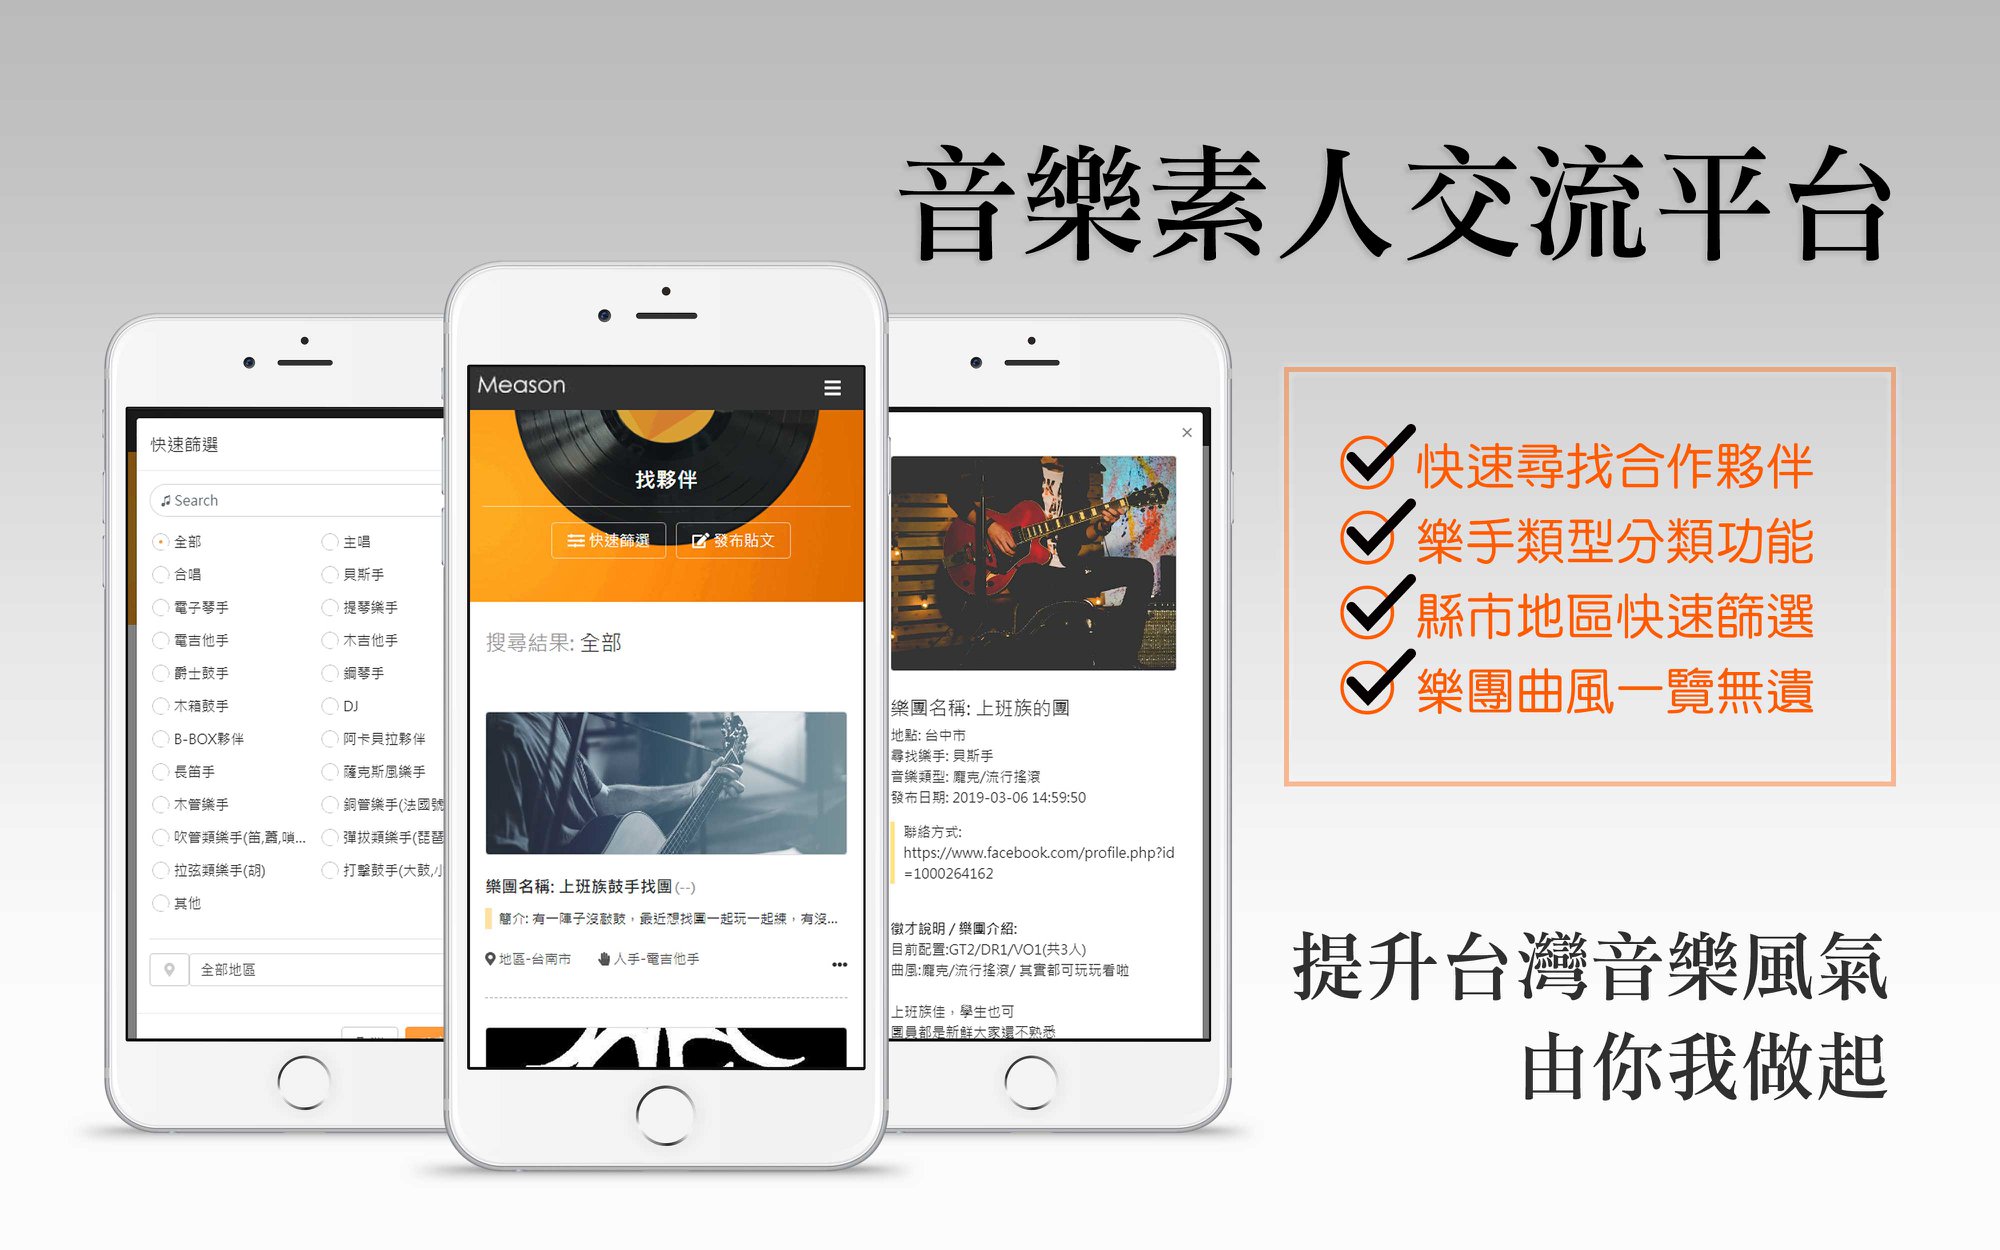 音樂素人交流平台
快速尋找合作夥伴
樂手類型分類功能
縣市地區快速篩選
樂團曲風一覽無遺
提升台灣音樂風氣
由你我做起
快速篩選
Search
全部
主唱
合唱
貝斯手
電子琴手
提琴樂手
電吉他手
木吉他手
爵士鼓手
鋼琴手
木箱鼓手
DJ
B-BOX夥伴
阿卡貝拉夥伴
長笛手
薩克斯風樂手
木管樂手
銅管樂手(法國號
吹管類樂手(笛,簫,嗩...
彈拔類樂手(琵琶
拉弦類樂手(胡)
打擊鼓手(大鼓,小
其他
全部地區
Meason
找夥伴
快速篩選
發布貼文
搜尋結果: 全部
樂團名稱: 上班族鼓手找團(--)
簡介: 有一陣子沒敲鼓，最近想找團一起玩一起練，有沒...
地區-台南市
人手-電吉他手
樂團名稱: 上班族的團
地點: 台中市
尋找樂手: 貝斯手
音樂類型: 龐克/流行搖滾
發布日期: 2019-03-06 14:59:50
聯絡方式:
https://www.facebook.com/profile.php?id
=1000264162
徵才說明 / 樂團介紹:
目前配置:GT2/DR1/VO1(共3人)
曲風:龐克/流行搖滾/ 其實都可玩玩看啦
上班族佳，學生也可
團員都是新鮮大家還不熟悉